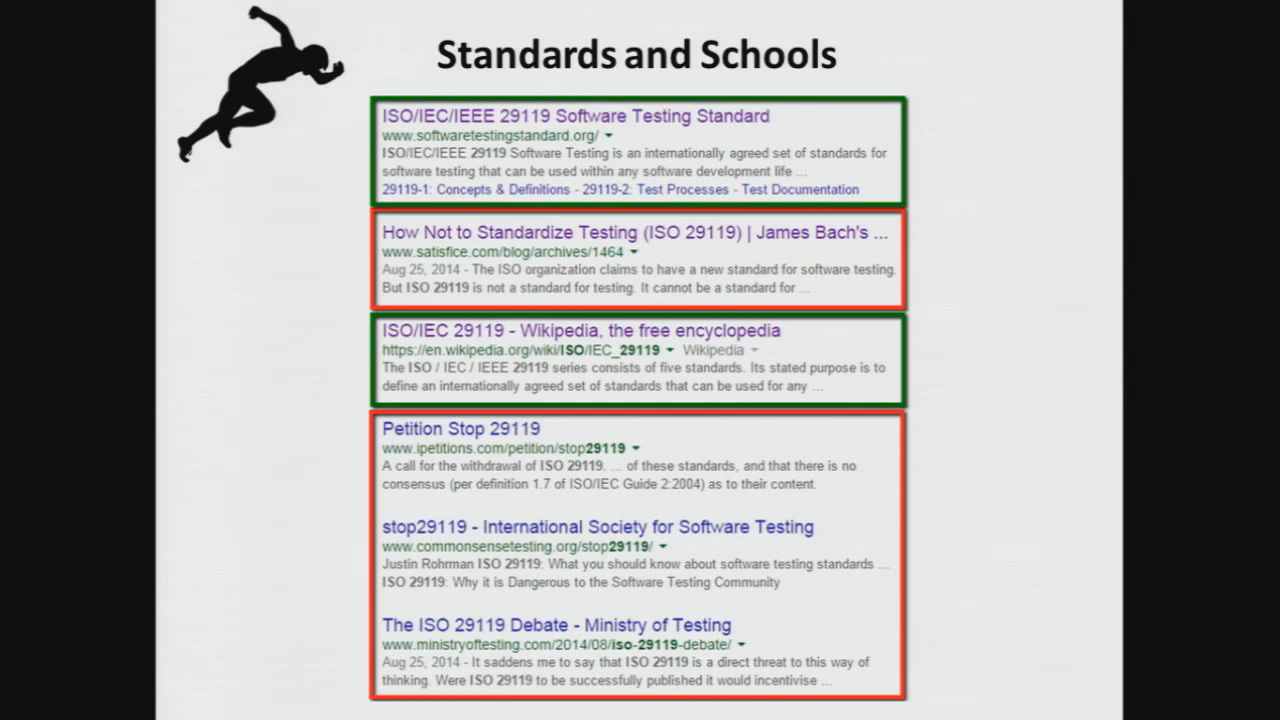 Standards and Schools
ISO/IEC/IEEE 29119 Software Testing Standard
www.softwaretestingstandard.org/
ISO/IEC/IEEE 29119 Software Testing is an internationally agreed set of standards for
software testing that can be used within any software development life ...
29119-1: Concepts & Definitions - 29119-2: Test Processes - Test Documentation
How Not to Standardize Testing (ISO 29119) | James Bach's ...
www.satisfice.com/blog/archives/1464
Aug 25, 2014 - The ISO organization claims to have a new standard for software testing.
But ISO 29119 is not a standard for testing. It cannot be a standard for ...
ISO/IEC 29119 - Wikipedia, the free encyclopedia
https://en.wikipedia.org/wiki/ISO/IEC_29119 Wikipedia
The ISO / IEC / IEEE 29119 series consists of five standards. Its stated purpose is to
define an internationally agreed set of standards that can be used for any ...
Petition Stop 29119
www.ipetitions.com/petition/stop29119
A call for the withdrawal of ISO 29119. ... of these standards, and that there is no
consensus (per definition 1.7 of ISO/IEC Guide 2:2004) as to their content.
stop29119 - International Society for Software Testing
www.commonsensetesting.org/stop29119/
Justin Rohrman ISO 29119: What you should know about software testing standards ...
ISO 29119: Why it is Dangerous to the Software Testing Community
The ISO 29119 Debate - Ministry of Testing
www.ministryoftesting.com/2014/08/iso-29119-debate/
Aug 25, 2014 - It saddens me to say that ISO 29119 is a direct threat to this way of
thinking. Were ISO 29119 to be successfully published it would incentivise ...